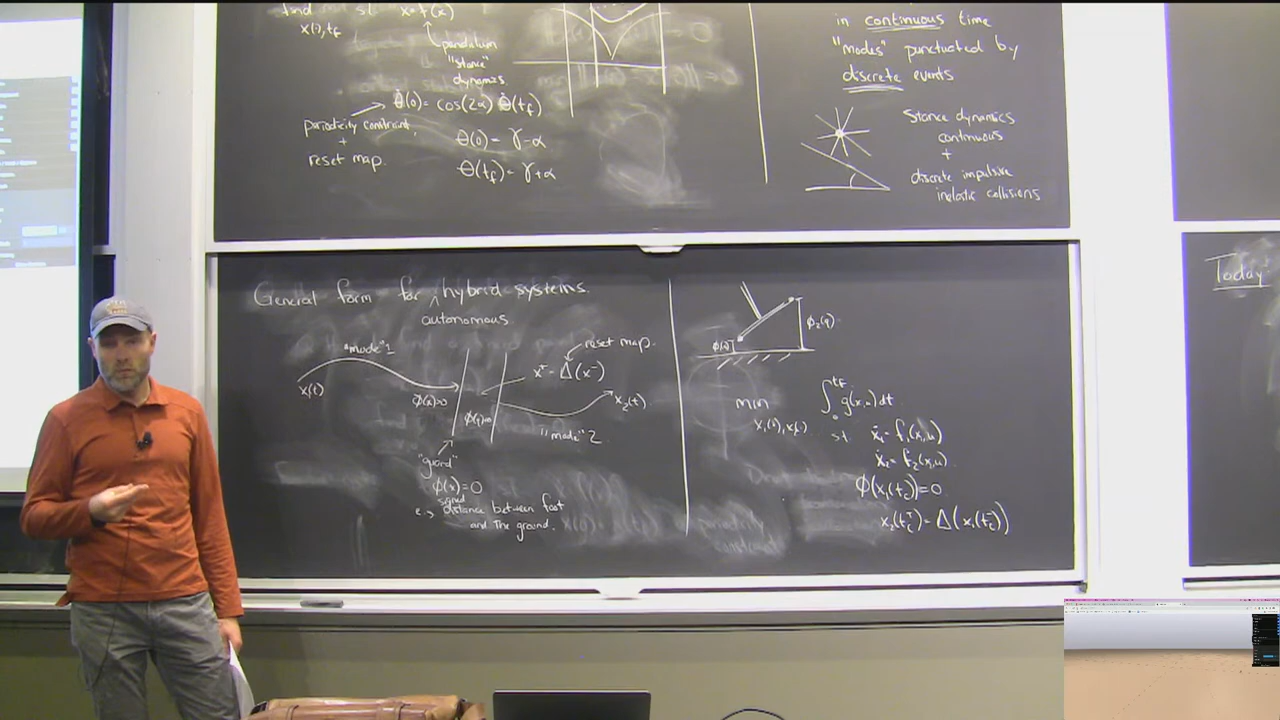 find st. ẋ=f(x)
x(·), t_f
pendulum
"stance"
dynamics
θ̇(0) = cos(2α) θ̇(t_f)
periodicity constraint,
+
reset map.
θ(0) = γ-α
θ(t_f) = γ+α
in continuous time
"modes" punctuated by
discrete events
Stance dynamics
continuous
+
discrete impulsive
inelastic collisions
General form for hybrid systems.
autonomous
"mode" 1
x(t)
reset map.
x⁺ = Δ(x⁻)
x₂(t)
"mode" 2
"guard"
φ(x)=0
signed
e.g. distance between foot
and the ground.
φ₂(q)
min
x₁(·), x₂(·)
∫₀^{t_f} g(x,u)dt
st. ẋ₁ = f₁(x₁,u)
ẋ₂ = f₂(x₂,u)
φ(x₁(t_c⁻))=0
x₂(t_c⁺) = Δ(x₁(t_c⁻))
Today